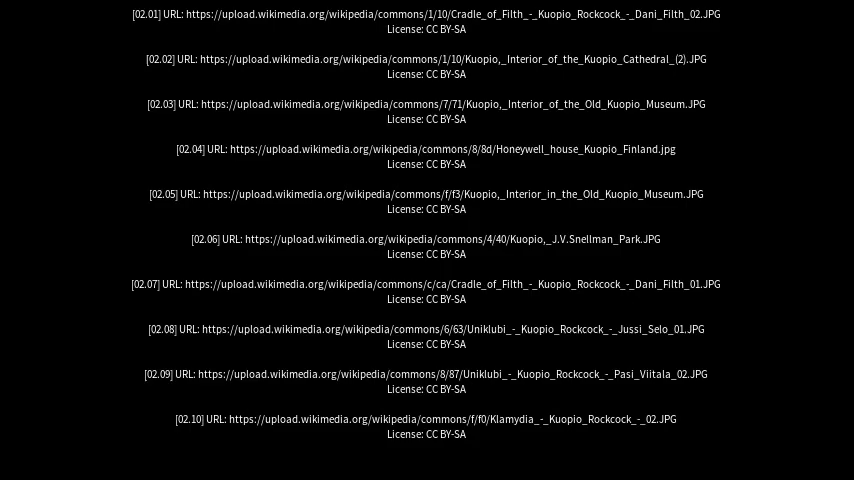 [02.01] URL: https://upload.wikimedia.org/wikipedia/commons/1/10/Cradle_of_Filth_-_Kuopio_Rockcock_-_Dani_Filth_02.JPG
License: CC BY-SA
[02.02] URL: https://upload.wikimedia.org/wikipedia/commons/1/10/Kuopio,_Interior_of_the_Kuopio_Cathedral_(2).JPG
License: CC BY-SA
[02.03] URL: https://upload.wikimedia.org/wikipedia/commons/7/71/Kuopio,_Interior_of_the_Old_Kuopio_Museum.JPG
License: CC BY-SA
[02.04] URL: https://upload.wikimedia.org/wikipedia/commons/8/8d/Honeywell_house_Kuopio_Finland.jpg
License: CC BY-SA
[02.05] URL: https://upload.wikimedia.org/wikipedia/commons/f/f3/Kuopio,_Interior_in_the_Old_Kuopio_Museum.JPG
License: CC BY-SA
[02.06] URL: https://upload.wikimedia.org/wikipedia/commons/4/40/Kuopio,_J.V.Snellman_Park.JPG
License: CC BY-SA
[02.07] URL: https://upload.wikimedia.org/wikipedia/commons/c/ca/Cradle_of_Filth_-_Kuopio_Rockcock_-_Dani_Filth_01.JPG
License: CC BY-SA
[02.08] URL: https://upload.wikimedia.org/wikipedia/commons/6/63/Uniklubi_-_Kuopio_Rockcock_-_Jussi_Selo_01.JPG
License: CC BY-SA
[02.09] URL: https://upload.wikimedia.org/wikipedia/commons/8/87/Uniklubi_-_Kuopio_Rockcock_-_Pasi_Viitala_02.JPG
License: CC BY-SA
[02.10] URL: https://upload.wikimedia.org/wikipedia/commons/f/f0/Klamydia_-_Kuopio_Rockcock_-_02.JPG
License: CC BY-SA